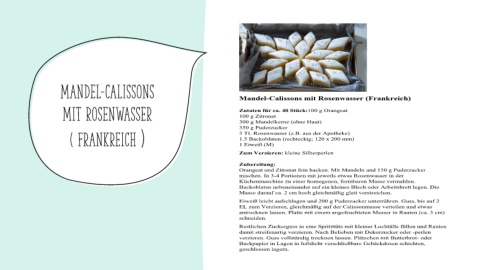 MANDEL-CALISSONS
MIT ROSENWASSER
( FRANKREICH )
Mandel-Calissons mit Rosenwasser (Frankreich)
Zutaten für ca. 40 Stück:100 g Orangeat
100 g Zitronat
300 g Mandelkerne (ohne Haut)
350 g Puderzucker
5 TL Rosenwasser (z.B. aus der Apotheke)
1,5 Backoblaten (rechteckig; 120 x 200 mm)
1 Eiweiß (M)
Zum Verzieren: kleine Silberperlen
Zubereitung:
Orangeat und Zitronat fein hacken. Mit Mandeln und 150 g Puderzucker
mischen. In 3-4 Portionen mit jeweils etwas Rosenwasser in der
Küchenmaschine zu einer homogenen, formbaren Masse vermahlen.
Backoblaten nebeneinander auf ein kleines Blech oder Arbeitsbrett legen. Die
Masse darauf ca. 2 cm hoch gleichmäßig glatt verstreichen.
Eiweiß leicht aufschlagen und 200 g Puderzucker unterrühren. Guss, bis auf 2
EL zum Verzieren, gleichmäßig auf der Calissonmasse verteilen und etwas
antrocknen lassen. Platte mit einem angefeuchteten Messer in Rauten (ca. 3 cm)
schneiden.
Restlichen Zuckerguss in eine Spritztüte mit kleiner Lochtülle füllen und Rauten
damit streifenartig verzieren. Nach Belieben mit Dekorzucker oder -perlen
verzieren. Guss vollständig trocknen lassen. Plätzchen mit Butterbrot- oder
Backpapier in Lagen in luftdicht verschließbare Gebäckdosen schichten,
geschlossen lagern.